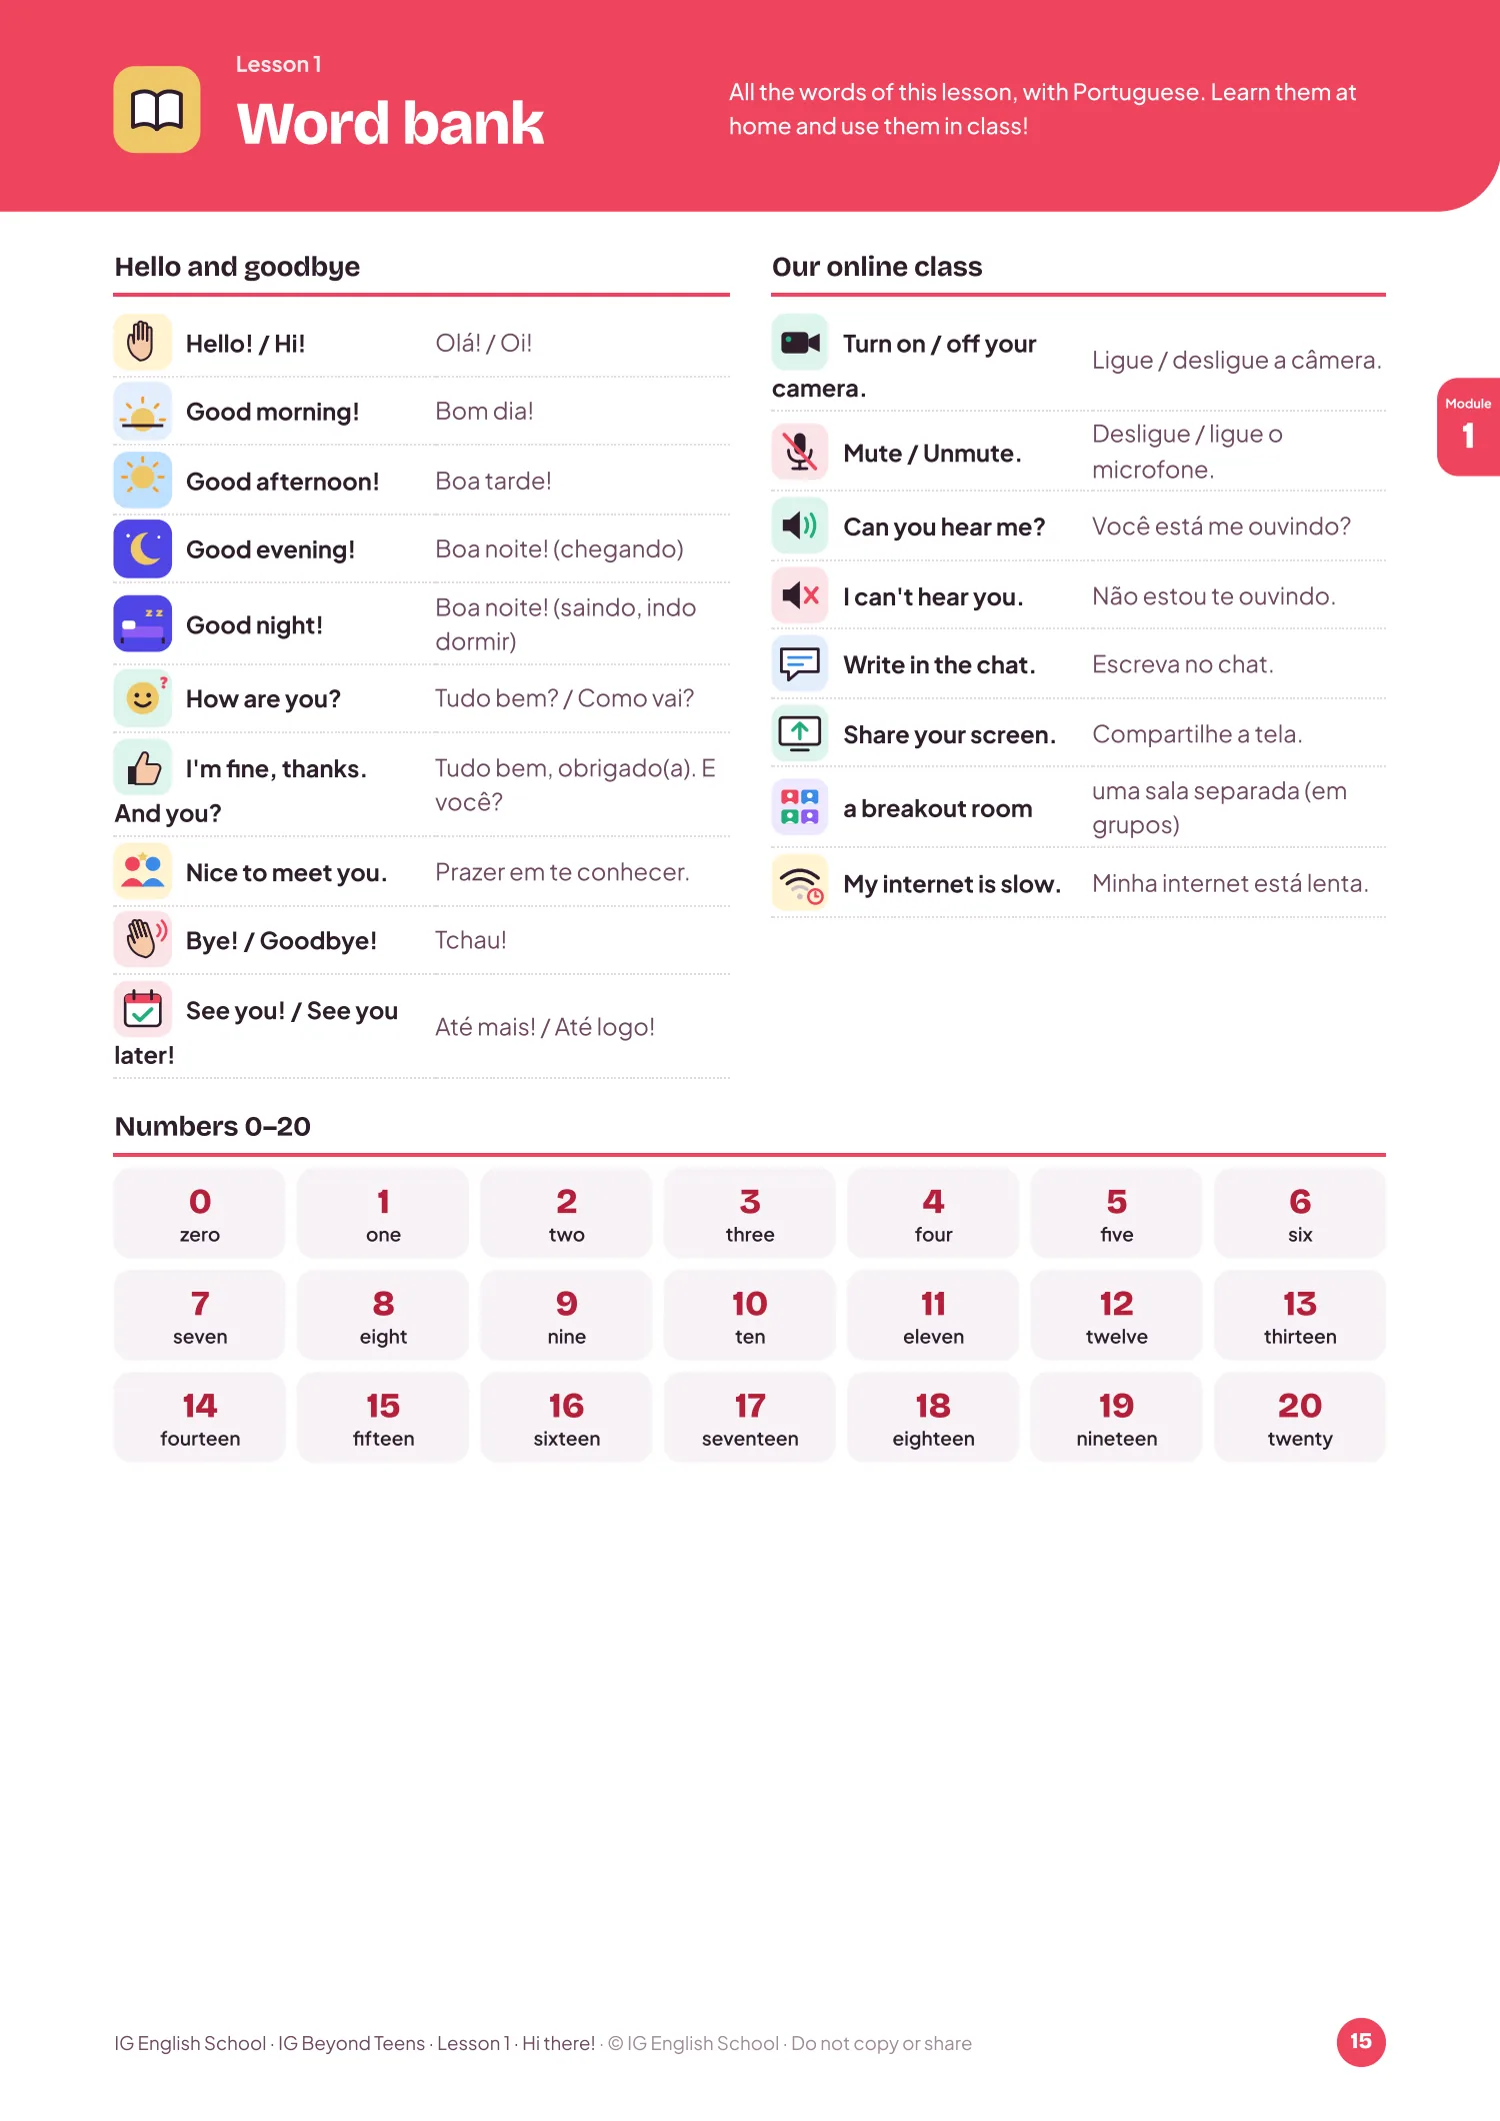 Lesson 1
Word bank
All the words of this lesson, with Portuguese. Learn them at
home and use them in class!
Module
1
Hello and goodbye
Hello! / Hi! Olá! / Oi!
Good morning! Bom dia!
Good afternoon! Boa tarde!
Good evening! Boa noite! (chegando)
Good night! Boa noite! (saindo, indo
dormir)
z z
How are you? Tudo bem? / Como vai?
?
I'm fine, thanks. Tudo bem, obrigado(a). E
And you? você?
Nice to meet you. Prazer em te conhecer.
Bye! / Goodbye! Tchau!
See you! / See you Até mais! / Até logo!
later!
Our online class
Turn on / off your Ligue / desligue a câmera.
camera.
Mute / Unmute. Desligue / ligue o
microfone.
Can you hear me? Você está me ouvindo?
I can't hear you. Não estou te ouvindo.
Write in the chat. Escreva no chat.
Share your screen. Compartilhe a tela.
a breakout room uma sala separada (em
grupos)
My internet is slow. Minha internet está lenta.
Numbers 0–20
0 1 2 3 4 5 6
zero one two three four five six
7 8 9 10 11 12 13
seven eight nine ten eleven twelve thirteen
14 15 16 17 18 19 20
fourteen fifteen sixteen seventeen eighteen nineteen twenty
IG English School · IG Beyond Teens · Lesson 1 · Hi there! · © IG English School · Do not copy or share
15